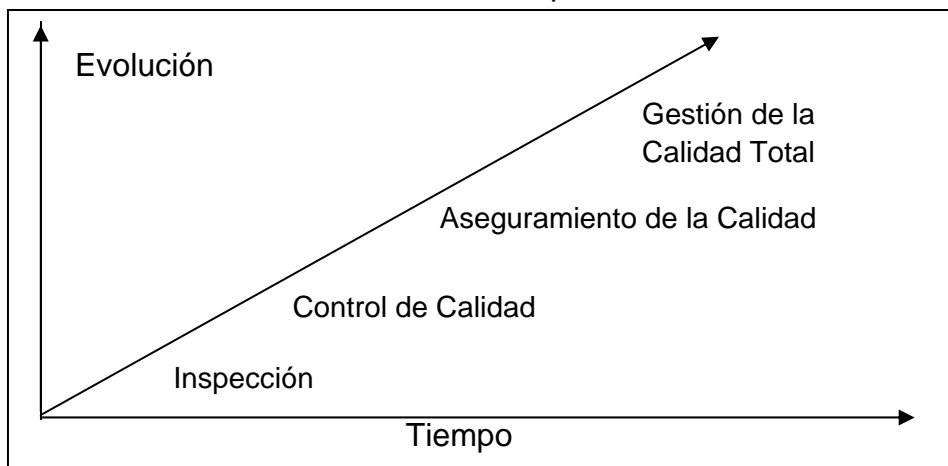 Evolución
Gestión de la
Calidad Total
Aseguramiento de la Calidad
Control de Calidad
Inspección
Tiempo